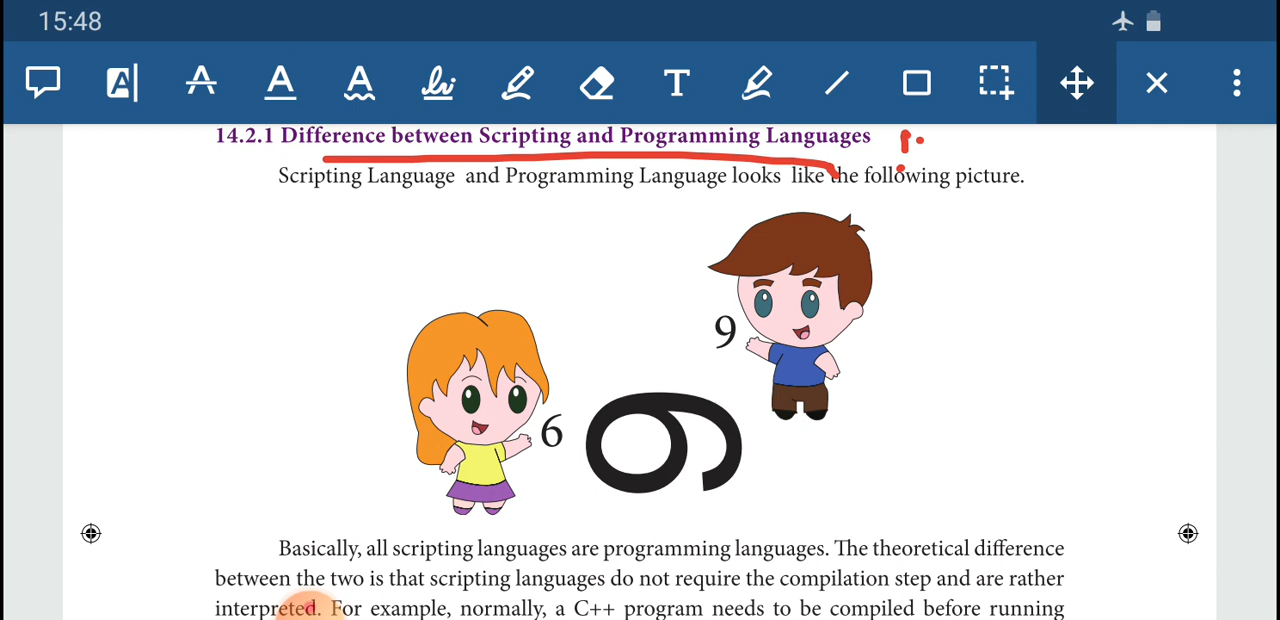 15:48
A A A A T
14.2.1 Difference between Scripting and Programming Languages
Scripting Language and Programming Language looks like the following picture.
9
6
6
Basically, all scripting languages are programming languages. The theoretical difference
between the two is that scripting languages do not require the compilation step and are rather
interpreted. For example, normally, a C++ program needs to be compiled before running